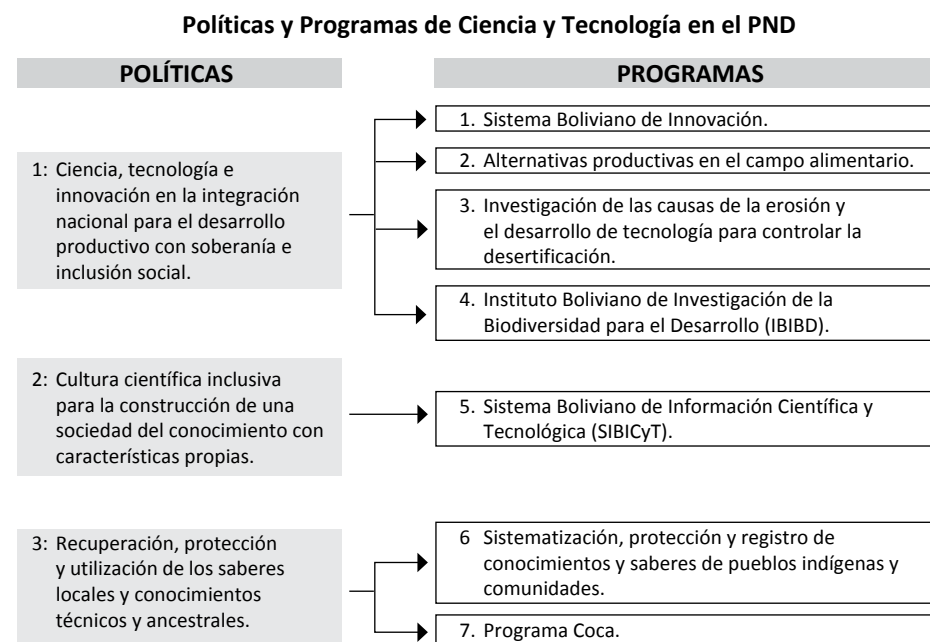 Políticas y Programas de Ciencia y Tecnología en el PND
POLÍTICAS
PROGRAMAS
1: Ciencia, tecnología e
innovación en la integración
nacional para el desarrollo
productivo con soberanía e
inclusión social.
1. Sistema Boliviano de Innovación.
2. Alternativas productivas en el campo alimentario.
3. Investigación de las causas de la erosión y
el desarrollo de tecnología para controlar la
desertificación.
4. Instituto Boliviano de Investigación de la
Biodiversidad para el Desarrollo (IBIBD).
2: Cultura científica inclusiva
para la construcción de una
sociedad del conocimiento con
características propias.
5. Sistema Boliviano de Información Científica y
Tecnológica (SIBICyT).
3: Recuperación, protección
y utilización de los saberes
locales y conocimientos
técnicos y ancestrales.
6 Sistematización, protección y registro de
conocimientos y saberes de pueblos indígenas y
comunidades.
7. Programa Coca.